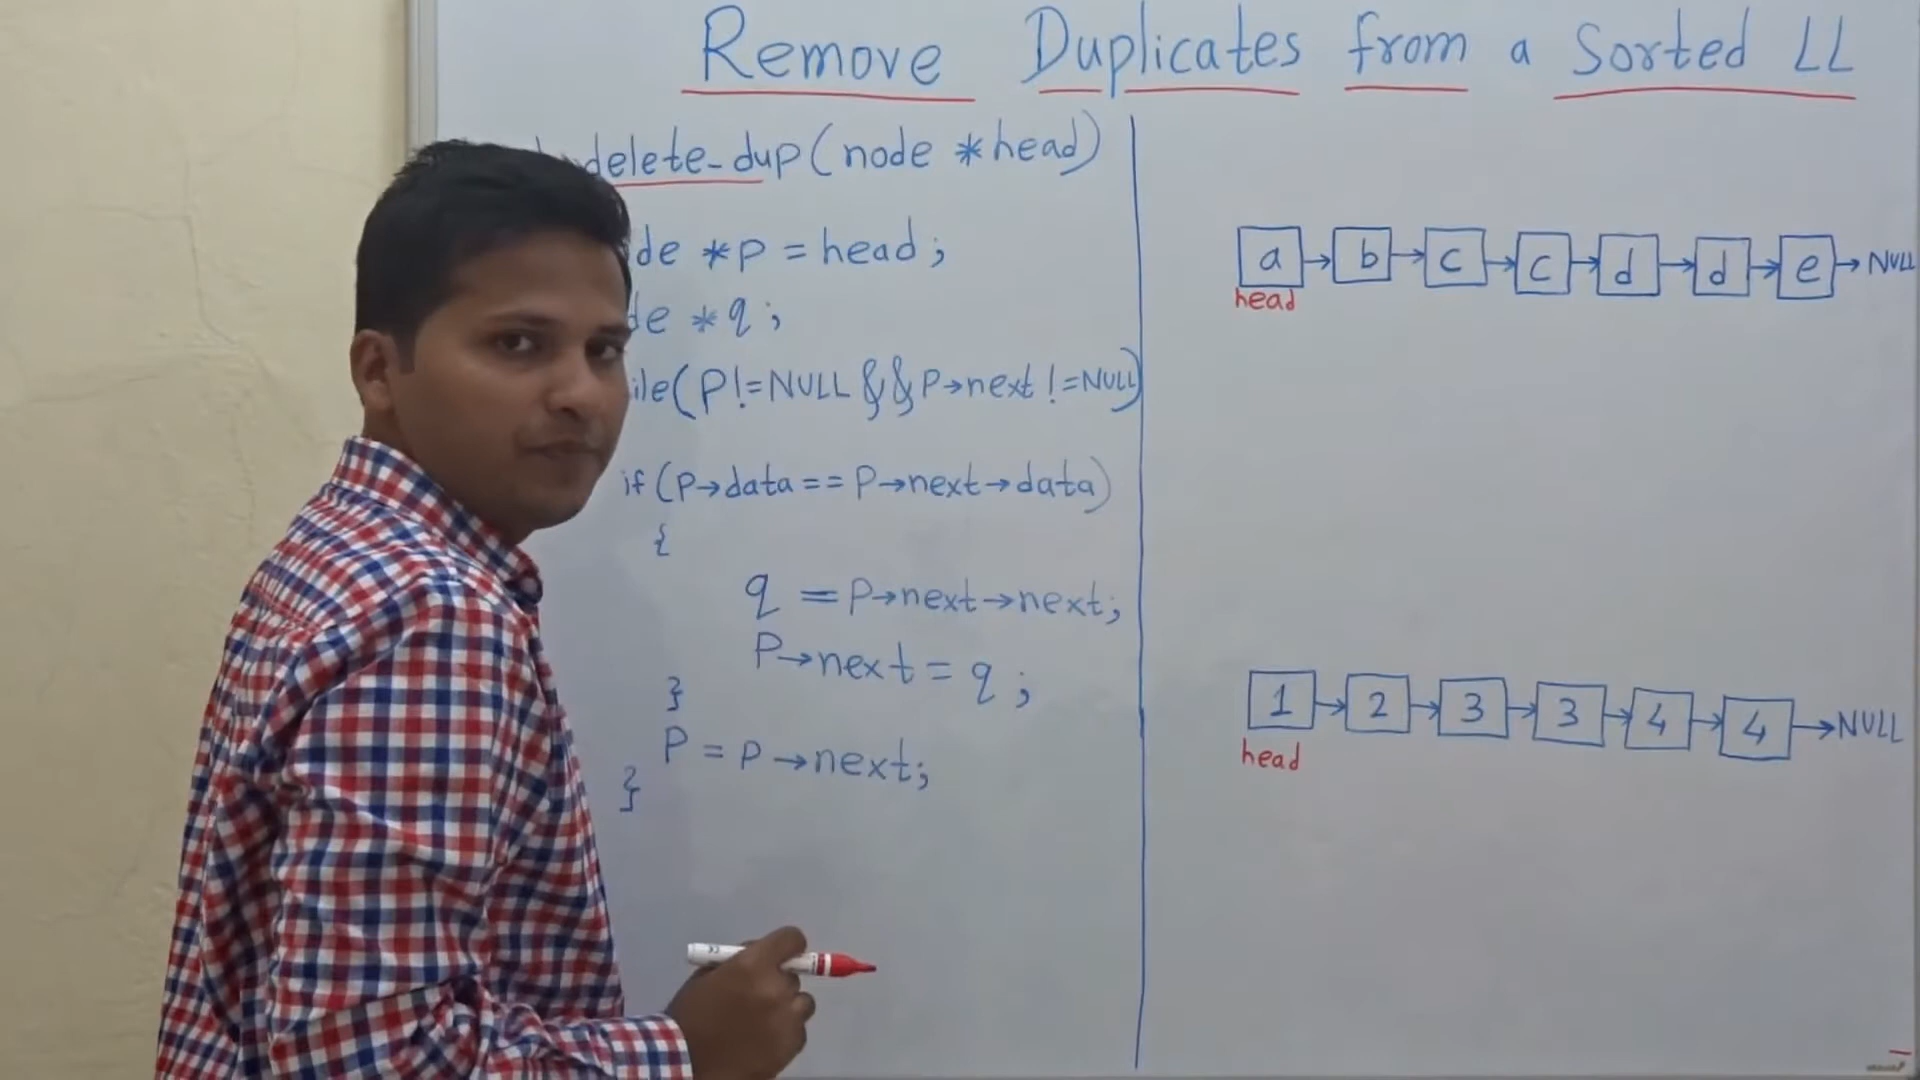 Remove Duplicates from a Sorted LL
delete_dup(node *head)
de *p = head;
de *q;
ile(P!=NULL && P→next !=NULL)
if (P→data == P→next→data)
{
q = P→next→next;
P→next = q;
}
P = P→next;
}
a → b → c → c → d → d → e → NULL
head
1 → 2 → 3 → 3 → 4 → 4 → NULL
head